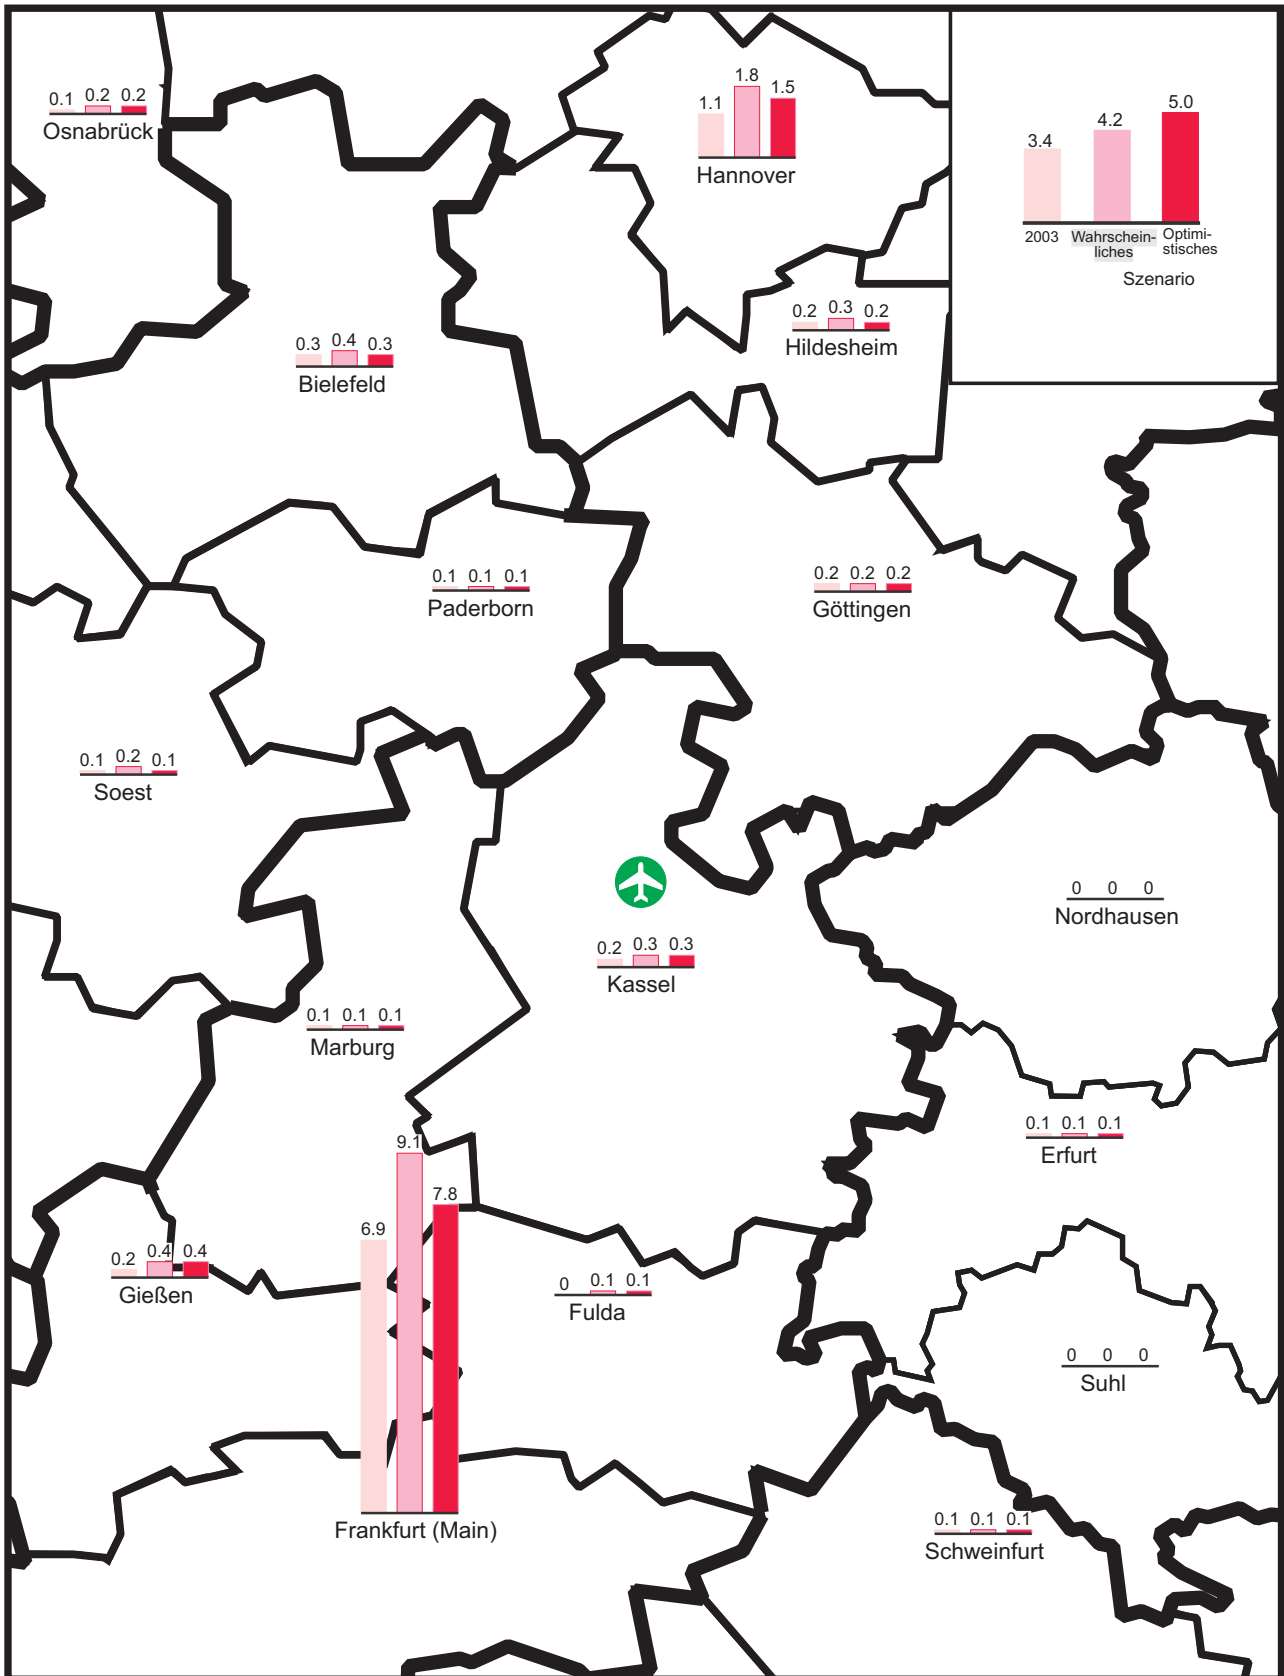 0.1 0.2 0.2
Osnabrück
1.1 1.8 1.5
Hannover
3.4 4.2 5.0
2003 Wahrschein- Optimi-
liches stisches
Szenario
0.2 0.3 0.2
Hildesheim
0.3 0.4 0.3
Bielefeld
0.1 0.1 0.1
Paderborn
0.2 0.2 0.2
Göttingen
0.1 0.2 0.1
Soest
0 0 0
Nordhausen
0.2 0.3 0.3
Kassel
0.1 0.1 0.1
Marburg
0.1 0.1 0.1
Erfurt
6.9 9.1 7.8
Frankfurt (Main)
0.2 0.4 0.4
Gießen
0 0.1 0.1
Fulda
0 0 0
Suhl
0.1 0.1 0.1
Schweinfurt